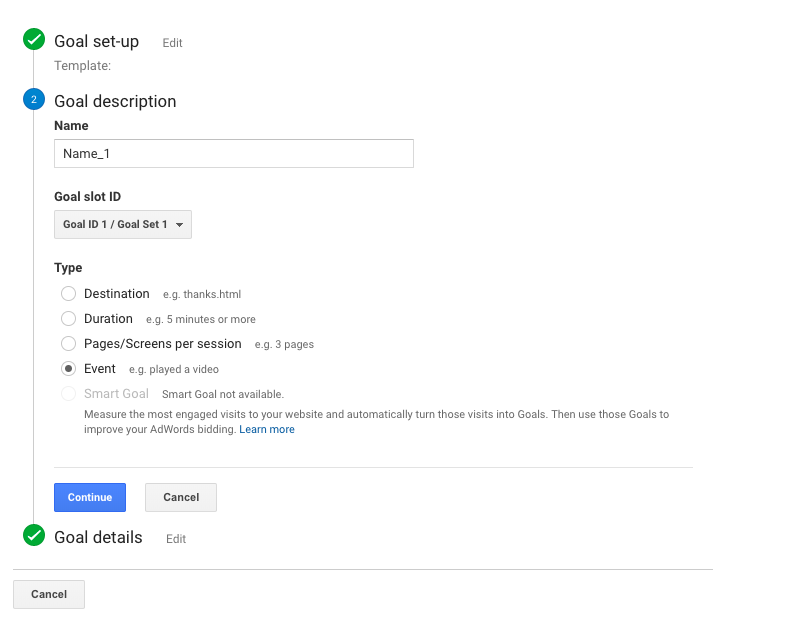 Goal set-up Edit
Template:
2 Goal description
Name
Name_1
Goal slot ID
Goal ID 1 / Goal Set 1
Type
Destination e.g. thanks.html
Duration e.g. 5 minutes or more
Pages/Screens per session e.g. 3 pages
Event e.g. played a video
Smart Goal Smart Goal not available.
Measure the most engaged visits to your website and automatically turn those visits into Goals. Then use those Goals to
improve your AdWords bidding. Learn more
Continue Cancel
Goal details Edit
Cancel